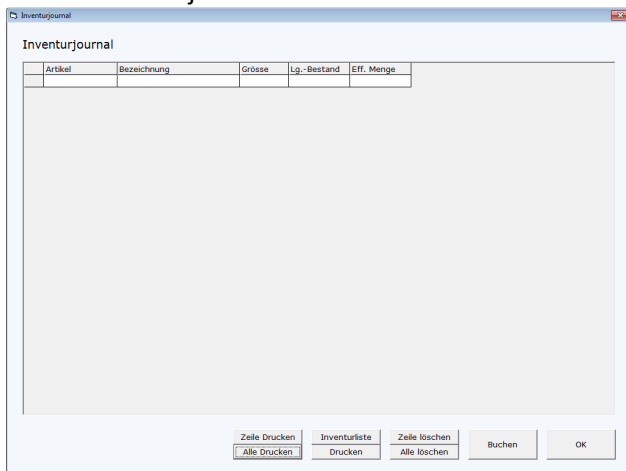 Inventurjournal
Inventurjournal
Artikel Bezeichnung Grösse Lg.-Bestand Eff. Menge
Zeile Drucken Inventurliste Zeile löschen Buchen OK
Alle Drucken Drucken Alle löschen